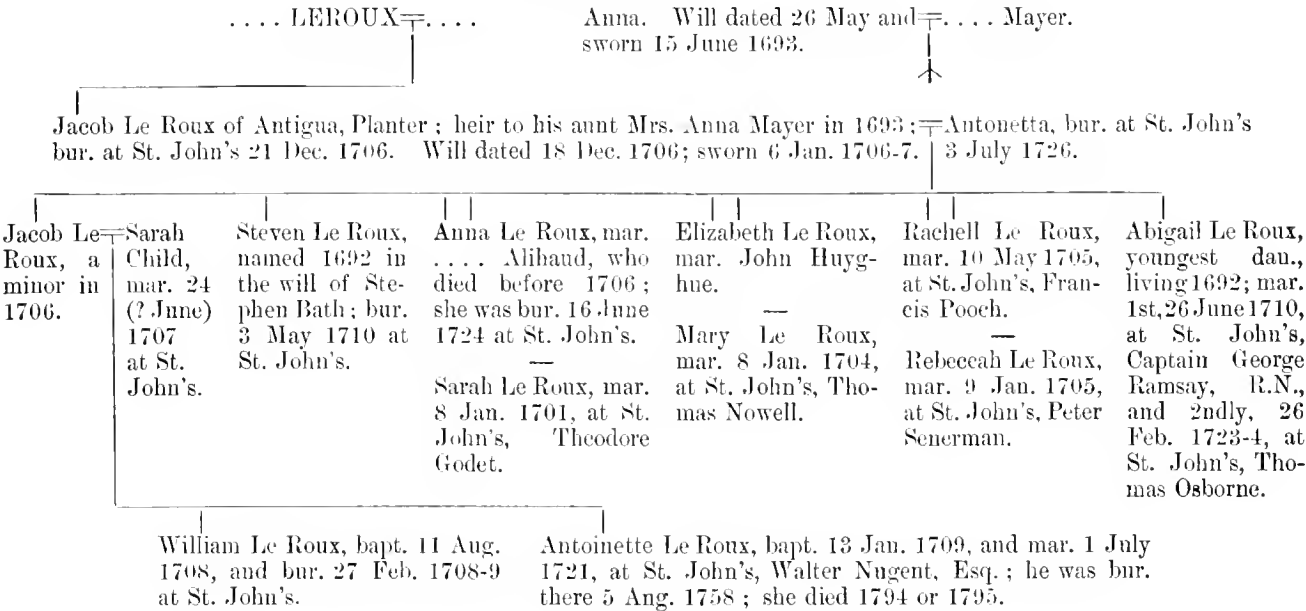 . . . . LEROUX=. . . .
Anna. Will dated 26 May and=. . . . Mayer.
sworn 15 June 1693.
Jacob Le Roux of Antigua, Planter ; heir to his aunt Mrs. Anna Mayer in 1693 ;=Antonetta, bur. at St. John's
bur. at St. John's 21 Dec. 1706. Will dated 18 Dec. 1706; sworn 6 Jan. 1706-7. 3 July 1726.
Jacob Le=Sarah
Roux, a Child,
minor in mar. 24
1706. (? June)
1707
at St.
John's.
Steven Le Roux,
named 1692 in
the will of Ste-
phen Bath ; bur.
3 May 1710 at
St. John's.
Anna Le Roux, mar.
. . . . Alibaud, who
died before 1706 ;
she was bur. 16 June
1724 at St. John's.
—
Sarah Le Roux, mar.
8 Jan. 1701, at St.
John's, Theodore
Godet.
Elizabeth Le Roux,
mar. John Huyg-
hue.
—
Mary Le Roux,
mar. 8 Jan. 1704,
at St. John's, Tho-
mas Nowell.
Rachell Le Roux,
mar. 10 May 1705,
at St. John's, Fran-
cis Pooch.
—
Rebeccah Le Roux,
mar. 9 Jan. 1705,
at St. John's, Peter
Senerman.
Abigail Le Roux,
youngest dau.,
living 1692; mar.
1st, 26 June 1710,
at St. John's,
Captain George
Ramsay, R.N.,
and 2ndly, 26
Feb. 1723-4, at
St. John's, Tho-
mas Osborne.
William Le Roux, bapt. 11 Aug.
1708, and bur. 27 Feb. 1708-9
at St. John's.
Antoinette Le Roux, bapt. 13 Jan. 1709, and mar. 1 July
1721, at St. John's, Walter Nugent, Esq. ; he was bur.
there 5 Aug. 1758 ; she died 1794 or 1795.